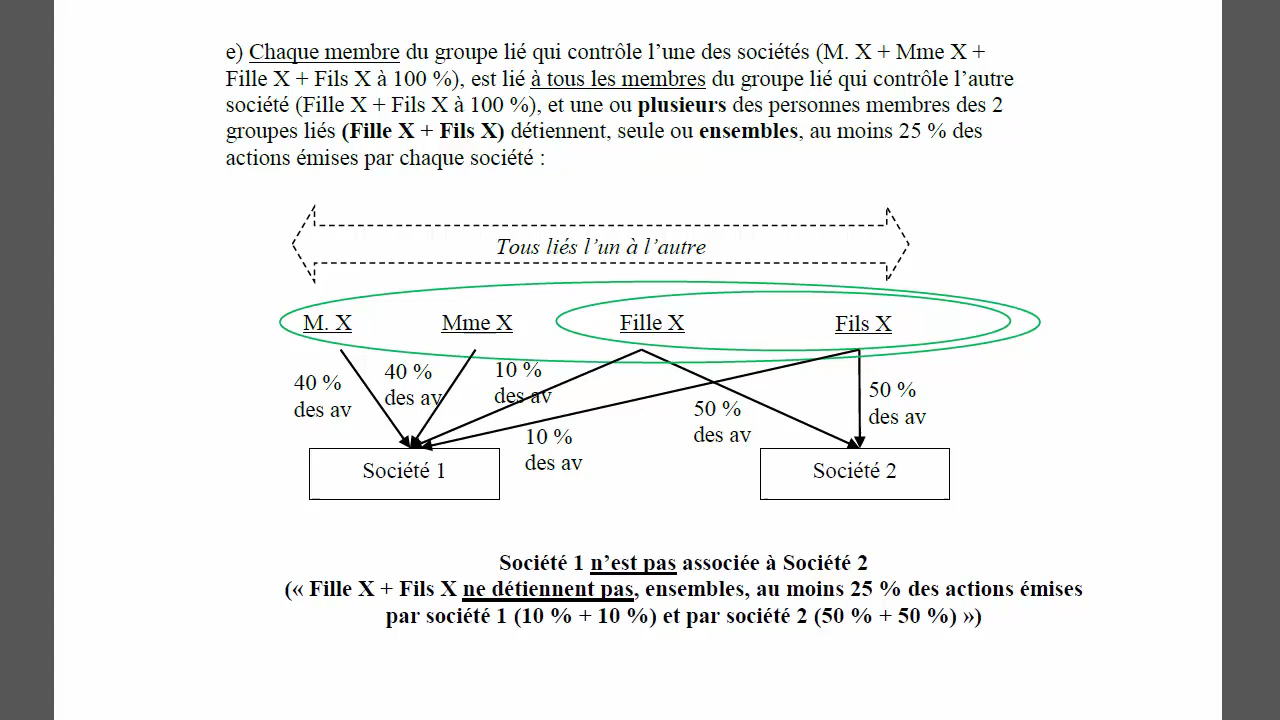 e) Chaque membre du groupe lié qui contrôle l’une des sociétés (M. X + Mme X +
Fille X + Fils X à 100 %), est lié à tous les membres du groupe lié qui contrôle l’autre
société (Fille X + Fils X à 100 %), et une ou plusieurs des personnes membres des 2
groupes liés (Fille X + Fils X) détiennent, seule ou ensembles, au moins 25 % des
actions émises par chaque société :
Tous liés l’un à l’autre
M. X
Mme X
Fille X
Fils X
40 %
des av
40 %
des av
10 %
des av
10 %
des av
50 %
des av
50 %
des av
Société 1
Société 2
Société 1 n’est pas associée à Société 2
(« Fille X + Fils X ne détiennent pas, ensembles, au moins 25 % des actions émises
par société 1 (10 % + 10 %) et par société 2 (50 % + 50 %) »)